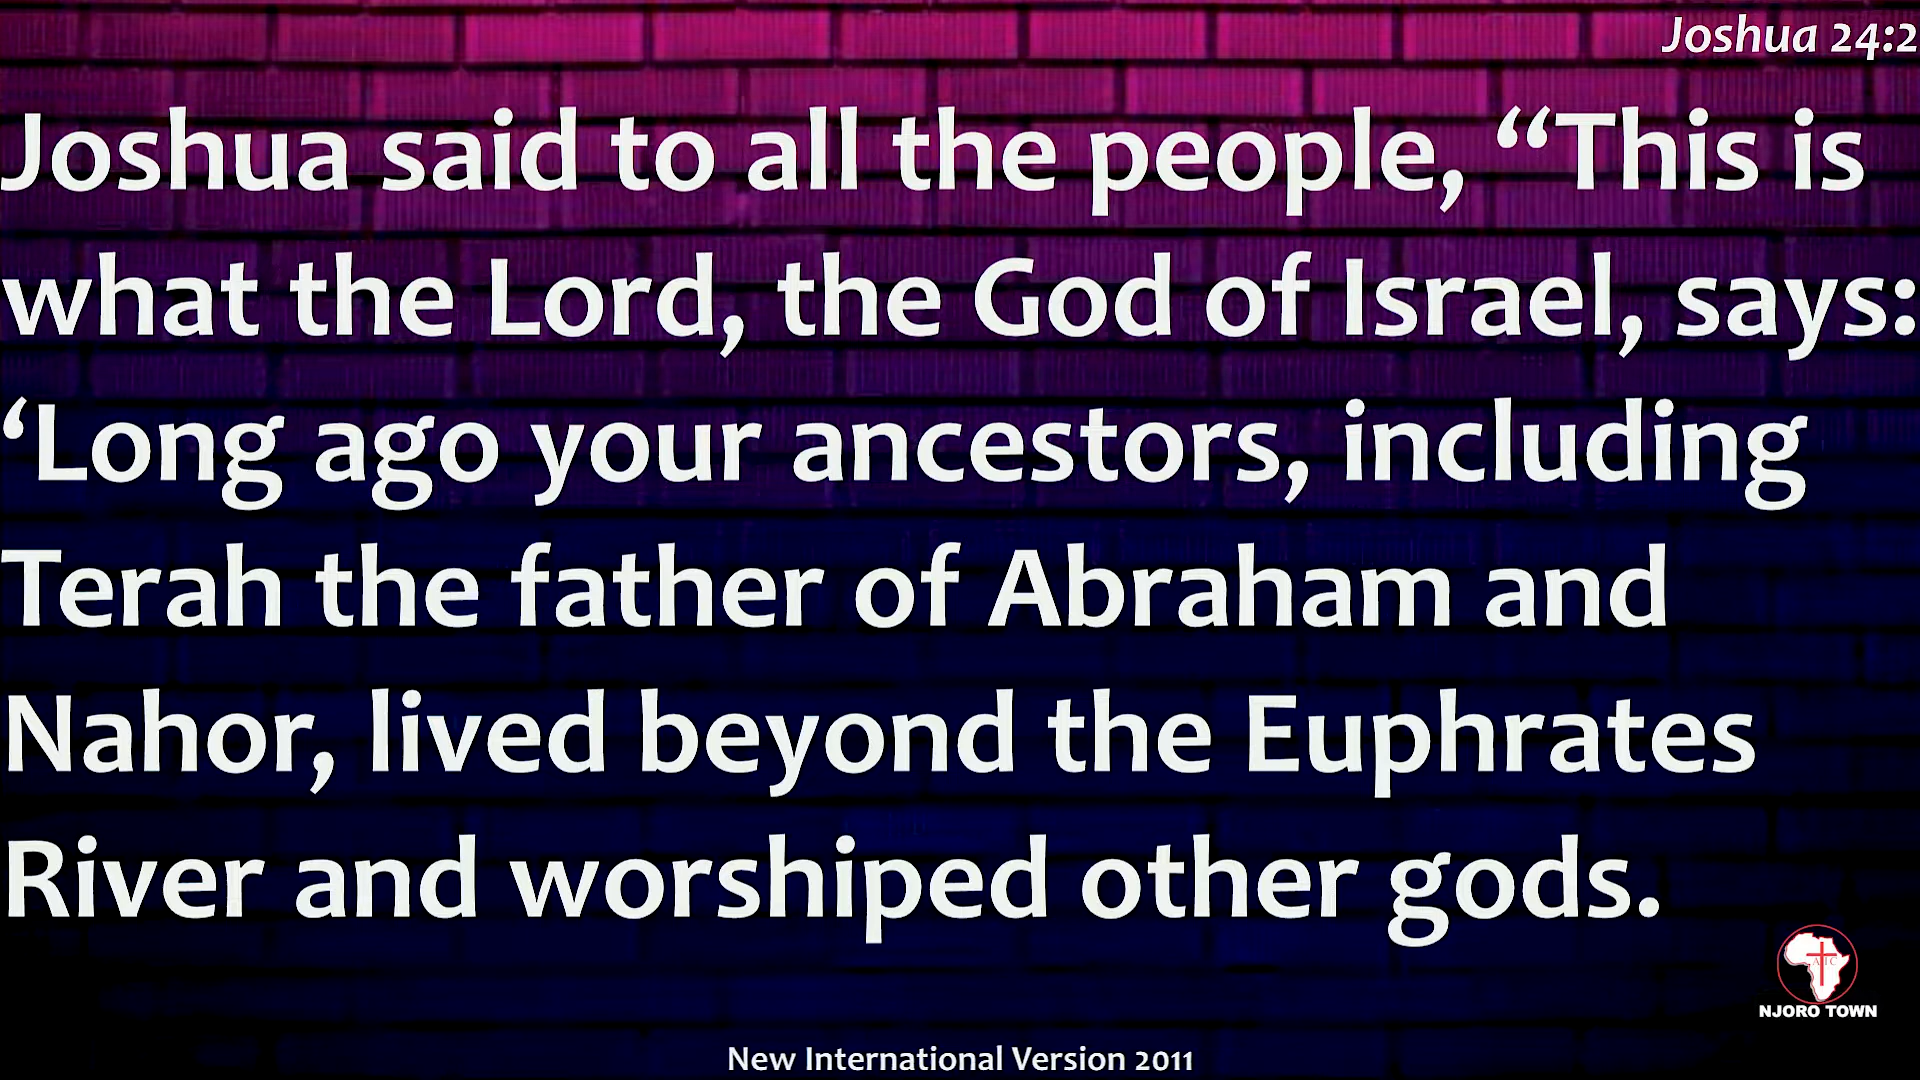 Joshua 24:2
Joshua said to all the people, “This is
what the Lord, the God of Israel, says:
‘Long ago your ancestors, including
Terah the father of Abraham and
Nahor, lived beyond the Euphrates
River and worshiped other gods.
AIC
NJORO TOWN
New International Version 2011